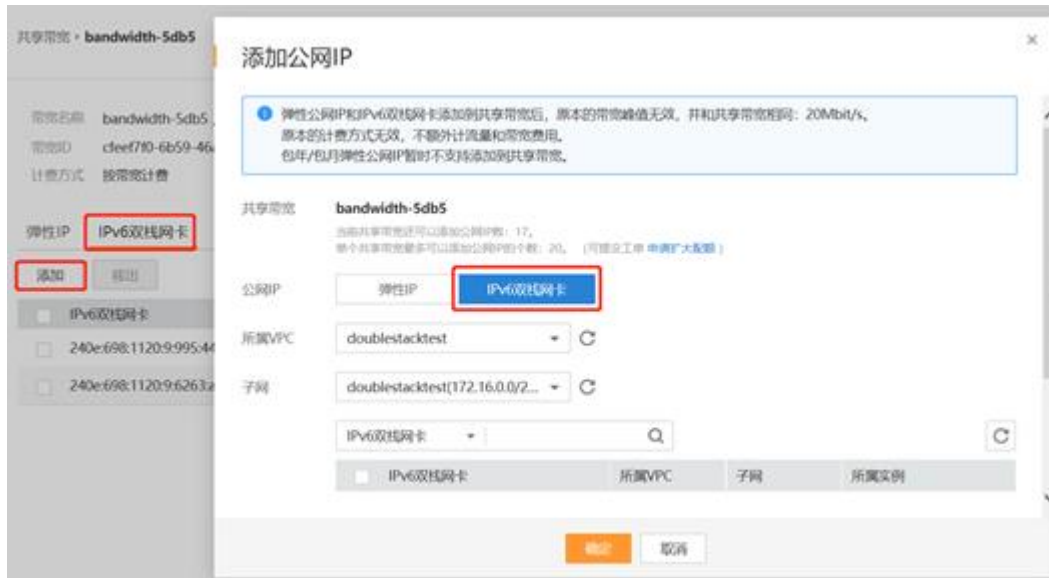 共享带宽 · bandwidth-5db5
带宽名称 bandwidth-5db5
带宽ID cfeef7f0-6b59-46
计费方式 按带宽计费
弹性IP IPv6双栈网卡
添加 移出
IPv6双栈网卡
240e:698:1120:9:995:44
240e:698:1120:9:6263:a
添加公网IP
弹性公网IP和IPv6双栈网卡添加到共享带宽后，原本的带宽峰值无效，并和共享带宽相同：20Mbit/s。
原本的计费方式无效，不额外计流量和带宽费用。
包年/包月弹性公网IP暂时不支持添加到共享带宽。
共享带宽 bandwidth-5db5
当前共享带宽还可以添加公网IP数：17。
单个共享带宽最多可以添加公网IP的个数：20。 （可提交工单 申请扩大配额 ）
公网IP 弹性IP IPv6双栈网卡
所属VPC doublestacktest
子网 doublestacktest(172.16.0.0/2...
IPv6双栈网卡
IPv6双栈网卡 所属VPC 子网 所属实例
确定 取消